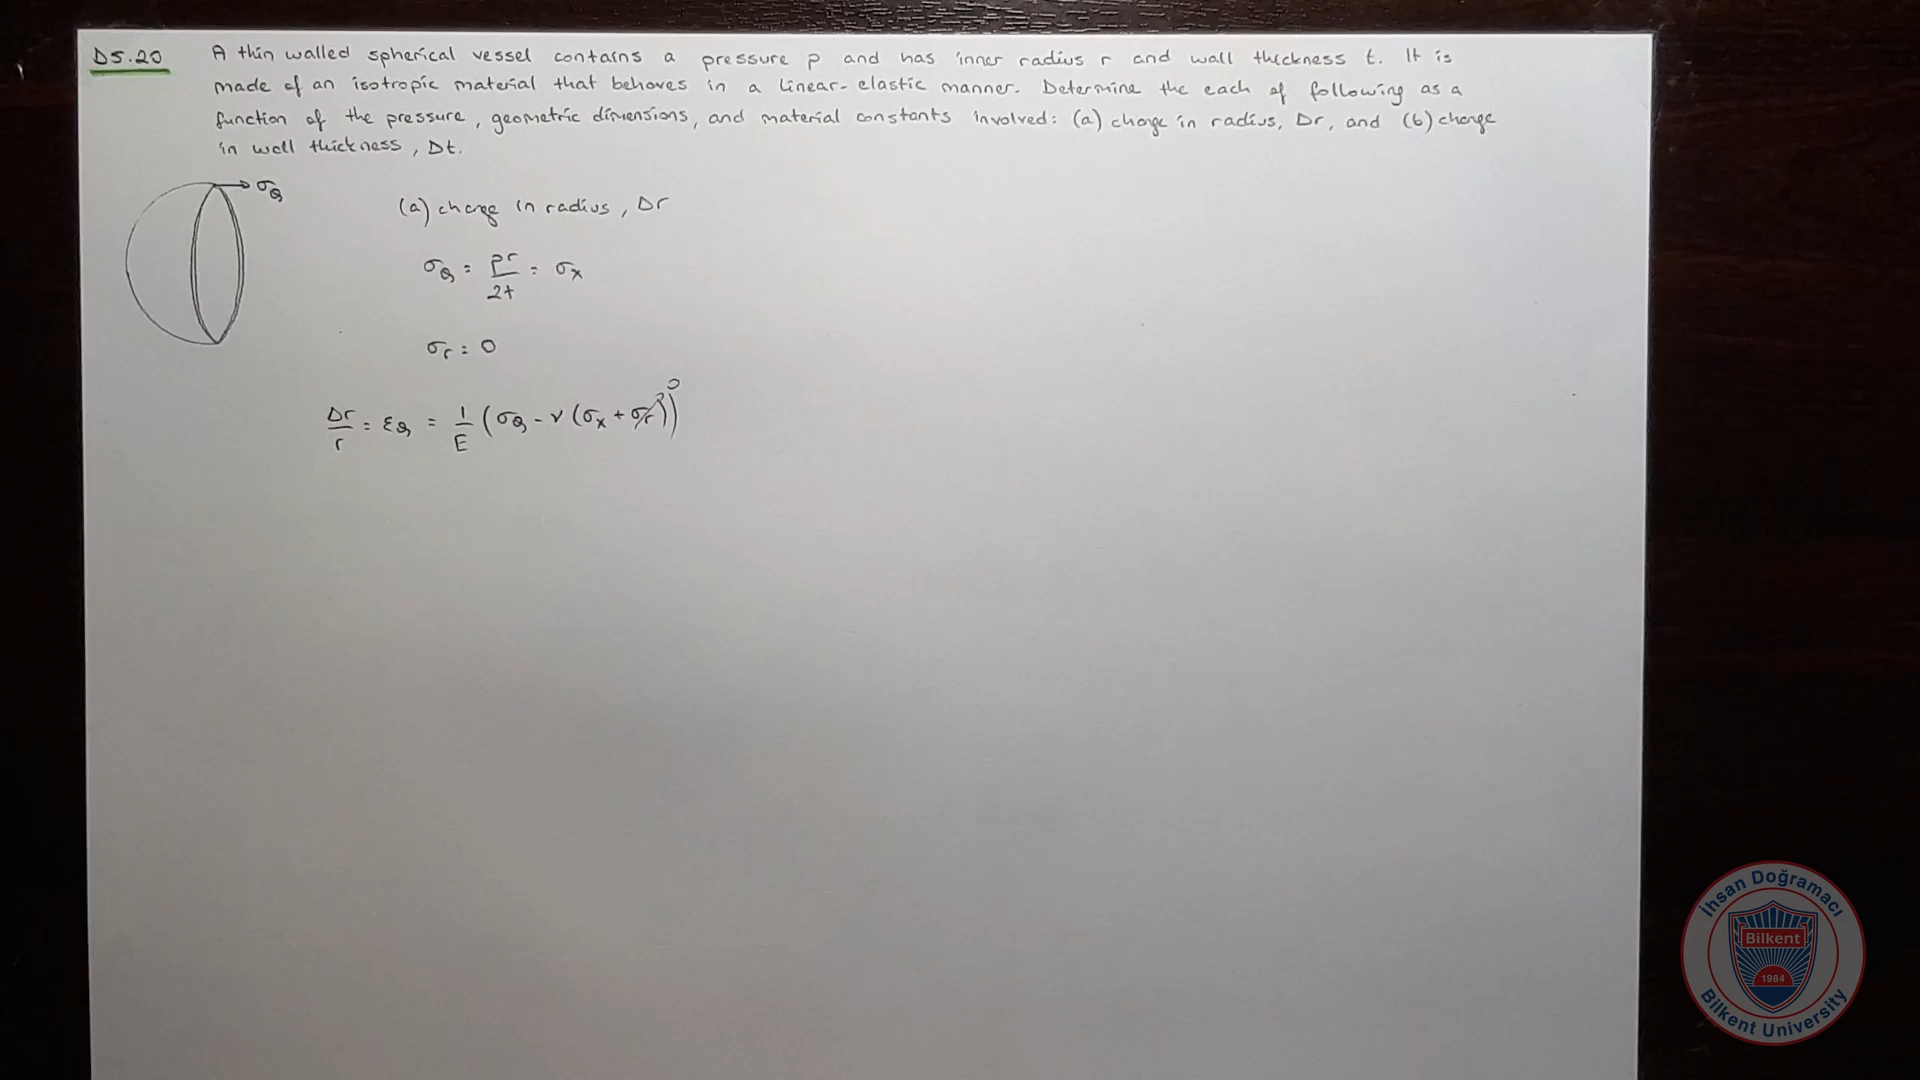 D5.20 A thin walled spherical vessel contains a pressure p and has inner radius r and wall thickness t. It is
made of an isotropic material that behaves in a linear-elastic manner. Determine the each of following as a
function of the pressure, geometric dimensions, and material constants involved: (a) change in radius, Δr, and (b) change
in wall thickness, Δt.
σθ
(a) change in radius, Δr
σθ = pr/2t = σx
σr = 0
Δr/r = εθ = 1/E (σθ - ν (σx + σr)) 0
İhsan Doğramacı
Bilkent
1984
Bilkent University